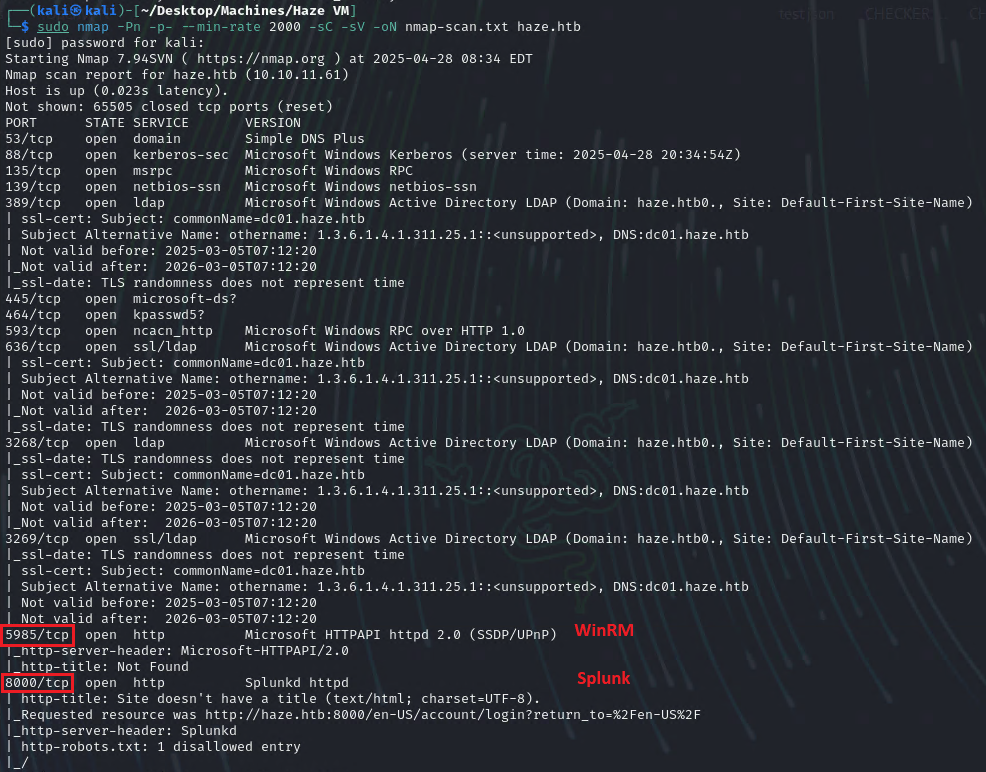 test join CHECKER
┌──(kali㉿kali)-[~/Desktop/Machines/Haze VM]
└─$ sudo nmap -Pn -p- --min-rate 2000 -sC -sV -oN nmap-scan.txt haze.htb
[sudo] password for kali:
Starting Nmap 7.94SVN ( https://nmap.org ) at 2025-04-28 08:34 EDT
Nmap scan report for haze.htb (10.10.11.61)
Host is up (0.023s latency).
Not shown: 65505 closed tcp ports (reset)
PORT      STATE SERVICE       VERSION
53/tcp    open  domain        Simple DNS Plus
88/tcp    open  kerberos-sec  Microsoft Windows Kerberos (server time: 2025-04-28 20:34:54Z)
135/tcp   open  msrpc         Microsoft Windows RPC
139/tcp   open  netbios-ssn   Microsoft Windows netbios-ssn
389/tcp   open  ldap          Microsoft Windows Active Directory LDAP (Domain: haze.htb0., Site: Default-First-Site-Name)
| ssl-cert: Subject: commonName=dc01.haze.htb
| Subject Alternative Name: othername: 1.3.6.1.4.1.311.25.1::<unsupported>, DNS:dc01.haze.htb
| Not valid before: 2025-03-05T07:12:20
|_Not valid after:  2026-03-05T07:12:20
|_ssl-date: TLS randomness does not represent time
445/tcp   open  microsoft-ds?
464/tcp   open  kpasswd5?
593/tcp   open  ncacn_http    Microsoft Windows RPC over HTTP 1.0
636/tcp   open  ssl/ldap      Microsoft Windows Active Directory LDAP (Domain: haze.htb0., Site: Default-First-Site-Name)
| ssl-cert: Subject: commonName=dc01.haze.htb
| Subject Alternative Name: othername: 1.3.6.1.4.1.311.25.1::<unsupported>, DNS:dc01.haze.htb
| Not valid before: 2025-03-05T07:12:20
|_Not valid after:  2026-03-05T07:12:20
|_ssl-date: TLS randomness does not represent time
3268/tcp  open  ldap          Microsoft Windows Active Directory LDAP (Domain: haze.htb0., Site: Default-First-Site-Name)
|_ssl-date: TLS randomness does not represent time
| ssl-cert: Subject: commonName=dc01.haze.htb
| Subject Alternative Name: othername: 1.3.6.1.4.1.311.25.1::<unsupported>, DNS:dc01.haze.htb
| Not valid before: 2025-03-05T07:12:20
|_Not valid after:  2026-03-05T07:12:20
3269/tcp  open  ssl/ldap      Microsoft Windows Active Directory LDAP (Domain: haze.htb0., Site: Default-First-Site-Name)
|_ssl-date: TLS randomness does not represent time
| ssl-cert: Subject: commonName=dc01.haze.htb
| Subject Alternative Name: othername: 1.3.6.1.4.1.311.25.1::<unsupported>, DNS:dc01.haze.htb
| Not valid before: 2025-03-05T07:12:20
|_Not valid after:  2026-03-05T07:12:20
5985/tcp  open  http          Microsoft HTTPAPI httpd 2.0 (SSDP/UPnP) WinRM
|_http-server-header: Microsoft-HTTPAPI/2.0
|_http-title: Not Found
8000/tcp  open  http          Splunkd httpd Splunk
| http-title: Site doesn't have a title (text/html; charset=UTF-8).
|_Requested resource was http://haze.htb:8000/en-US/account/login?return_to=%2Fen-US%2F
|_http-server-header: Splunkd
| http-robots.txt: 1 disallowed entry
|_/